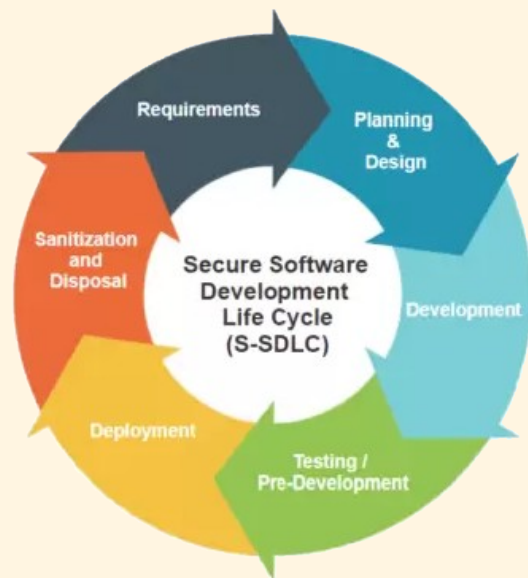 Requirements
Planning
&
Design
Development
Testing /
Pre-Development
Deployment
Sanitization
and
Disposal
Secure Software
Development
Life Cycle
(S-SDLC)